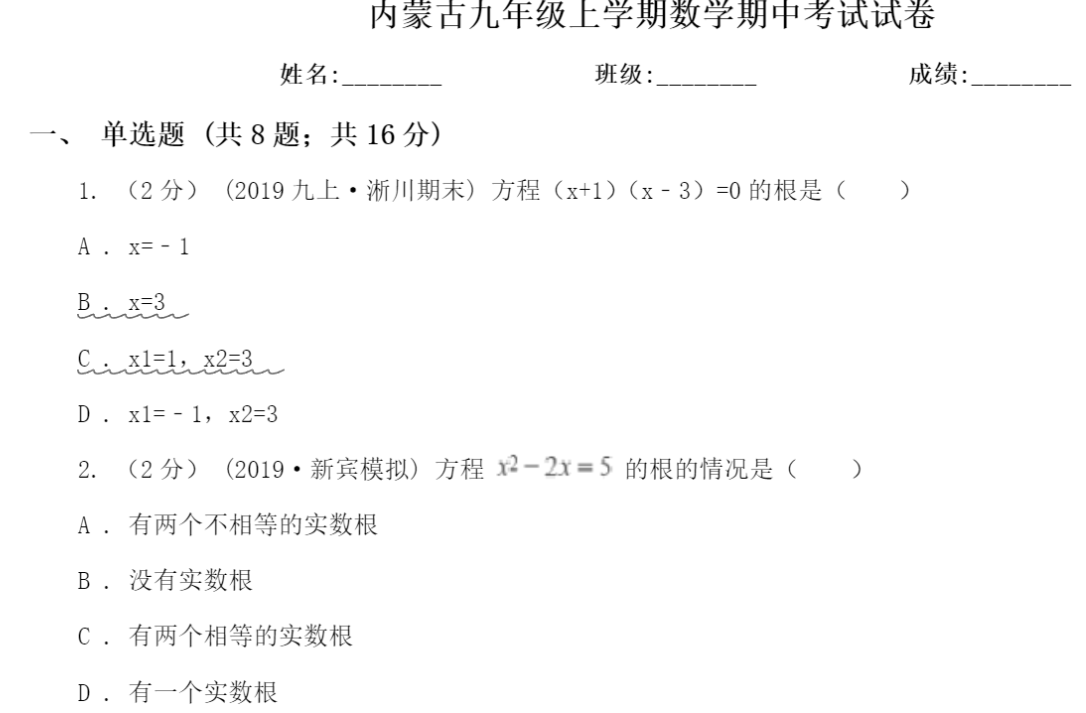 内蒙古九年级上学期数学期中考试试卷
姓名:________ 班级:________ 成绩:________
一、 单选题 (共 8 题；共 16 分)
1. （2 分） (2019 九上•淅川期末) 方程（x+1）（x﹣3）=0 的根是（ ）
A . x=﹣1
B . x=3
C . x1=1，x2=3
D . x1=﹣1，x2=3
2. （2 分） (2019•新宾模拟) 方程 x²−2x=5 的根的情况是（ ）
A . 有两个不相等的实数根
B . 没有实数根
C . 有两个相等的实数根
D . 有一个实数根